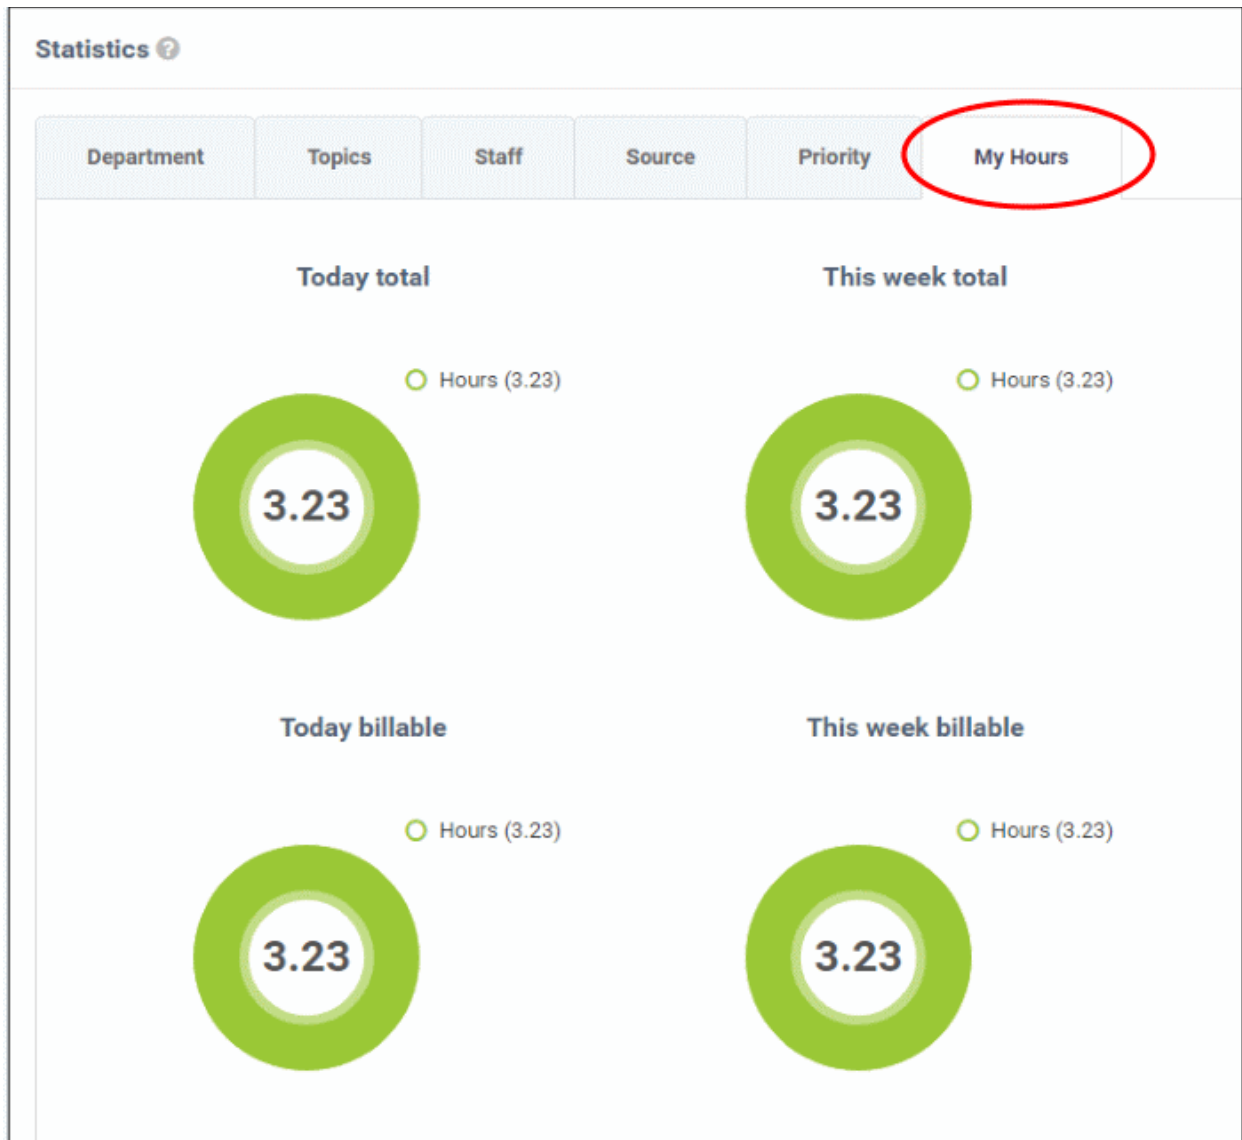 Statistics ?
Department Topics Staff Source Priority My Hours
Today total This week total
Hours (3.23) Hours (3.23)
3.23 3.23
Today billable This week billable
Hours (3.23) Hours (3.23)
3.23 3.23